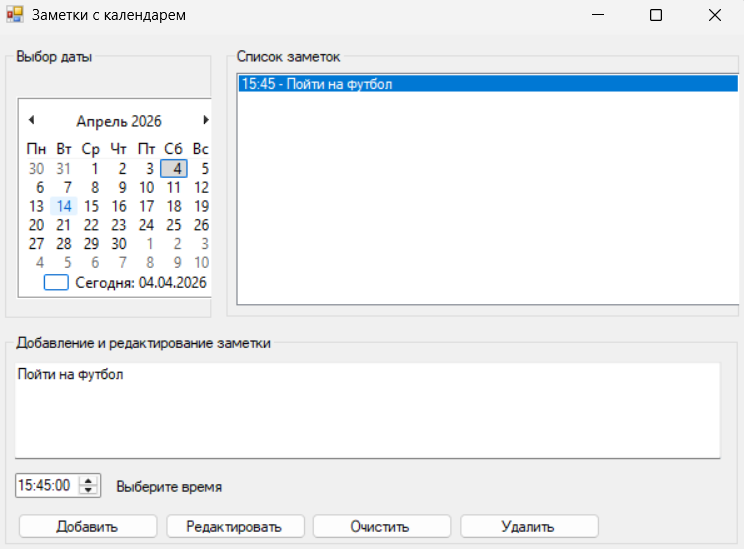 Заметки с календарем
Выбор даты
Апрель 2026
Пн Вт Ср Чт Пт Сб Вс
30 31 1 2 3 4 5
6 7 8 9 10 11 12
13 14 15 16 17 18 19
20 21 22 23 24 25 26
27 28 29 30 1 2 3
4 5 6 7 8 9 10
Сегодня: 04.04.2026
Список заметок
15:45 - Пойти на футбол
Добавление и редактирование заметки
Пойти на футбол
15:45:00 Выберите время
Добавить Редактировать Очистить Удалить